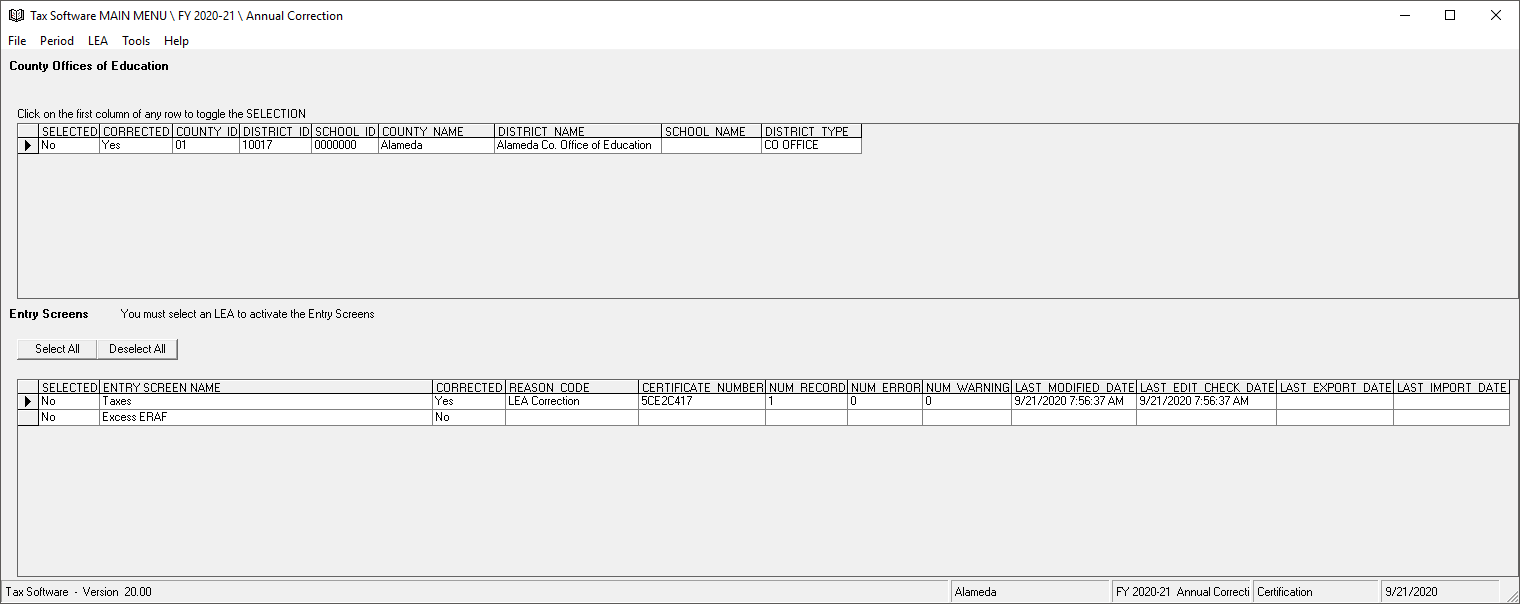 Tax Software MAIN MENU \ FY 2020-21 \ Annual Correction
File Period LEA Tools Help
County Offices of Education
Click on the first column of any row to toggle the SELECTION
SELECTED CORRECTED COUNTY_ID DISTRICT_ID SCHOOL_ID COUNTY_NAME DISTRICT_NAME SCHOOL_NAME DISTRICT_TYPE
No Yes 01 10017 0000000 Alameda Alameda Co. Office of Education CO OFFICE
Entry Screens You must select an LEA to activate the Entry Screens
Select All Deselect All
SELECTED ENTRY SCREEN NAME CORRECTED REASON_CODE CERTIFICATE_NUMBER NUM_RECORD NUM_ERROR NUM_WARNING LAST_MODIFIED_DATE LAST_EDIT_CHECK_DATE LAST_EXPORT_DATE LAST_IMPORT_DATE
No Taxes Yes LEA Correction 5CE2C417 1 0 0 9/21/2020 7:56:37 AM 9/21/2020 7:56:37 AM
No Excess ERAF No
Tax Software - Version 20.00 Alameda FY 2020-21 Annual Correcti Certification 9/21/2020